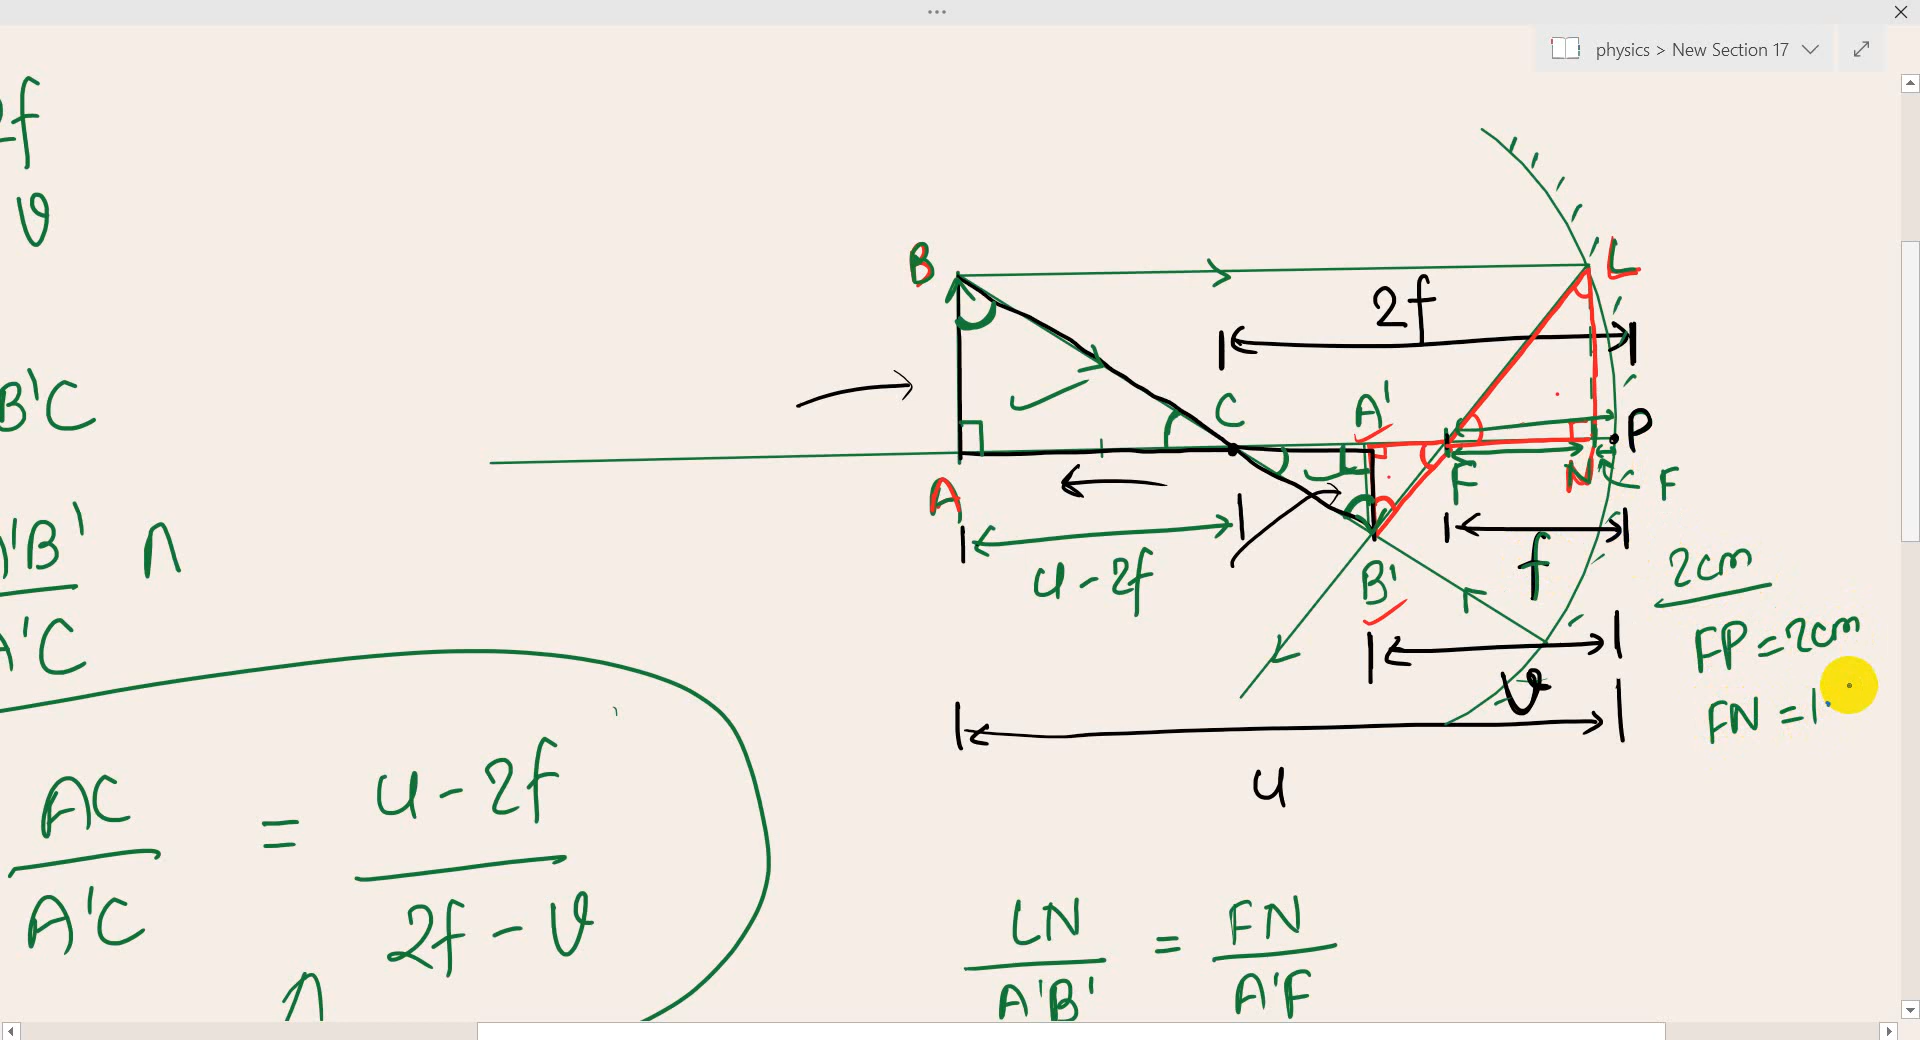 physics > New Section 17
2f
v
B'C
A'B'
A'C
AC
A'C
=
u - 2f
2f - v
B
L
2f
C
A'
P
A
F
N
F
u - 2f
B'
f
2cm
FP = 2cm
v
FN = 1.
u
LN
A'B'
=
FN
A'F